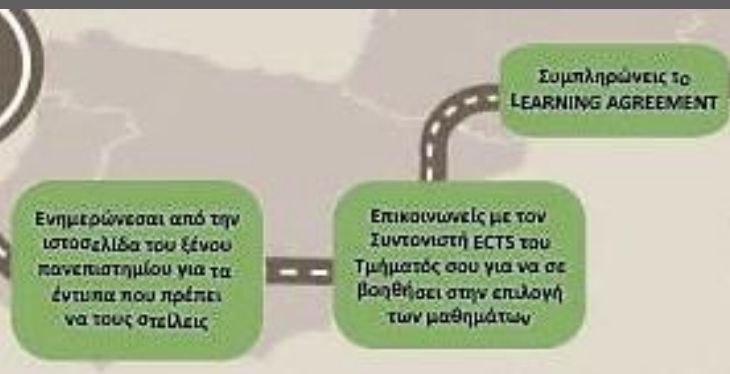 Ενημερώνεσαι από την
ιστοσελίδα του ξένου
πανεπιστημίου για τα
έντυπα που πρέπει
να τους στείλεις
Επικοινωνείς με τον
Συντονιστή ECTS του
Τμήματός σου για να σε
βοηθήσει στην επιλογή
των μαθημάτων
Συμπληρώνεις το
LEARNING AGREEMENT